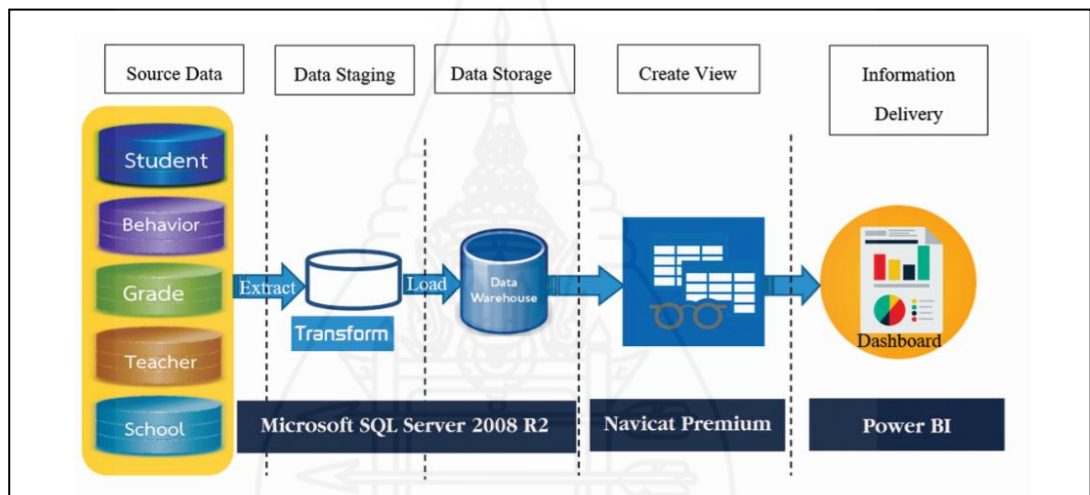 Source Data
Data Staging
Data Storage
Create View
Information
Delivery
Student
Behavior
Grade
Teacher
School
Extract
Transform
Load
Data
Warehouse
Dashboard
Microsoft SQL Server 2008 R2
Navicat Premium
Power BI